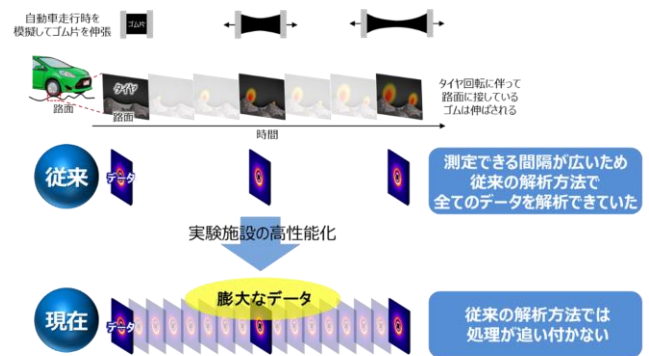 自動車走行時を
模擬してゴム片を伸張
ゴム片
タイヤ
路面
路面
タイヤ回転に伴って
路面に接している
ゴムは伸ばされる
時間
従来
データ
測定できる間隔が広いため
従来の解析方法で
全てのデータを解析できていた
実験施設の高性能化
膨大なデータ
現在
データ
従来の解析方法では
処理が追い付かない